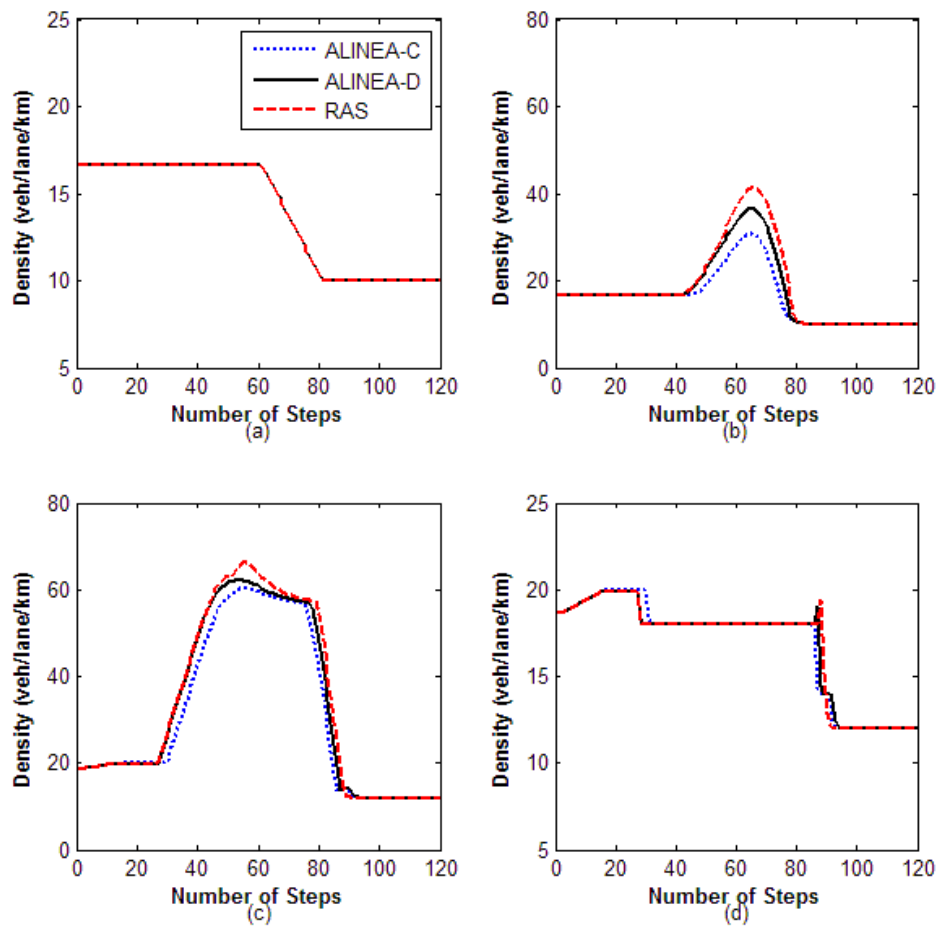 25
20
15
10
5
Density (veh/lane/km)
ALINEA-C
ALINEA-D
RAS
0 20 40 60 80 100 120
Number of Steps
(a)
80
60
40
20
0
Density (veh/lane/km)
0 20 40 60 80 100 120
Number of Steps
(b)
80
60
40
20
0
Density (veh/lane/km)
0 20 40 60 80 100 120
Number of Steps
(c)
25
20
15
10
5
Density (veh/lane/km)
0 20 40 60 80 100 120
Number of Steps
(d)